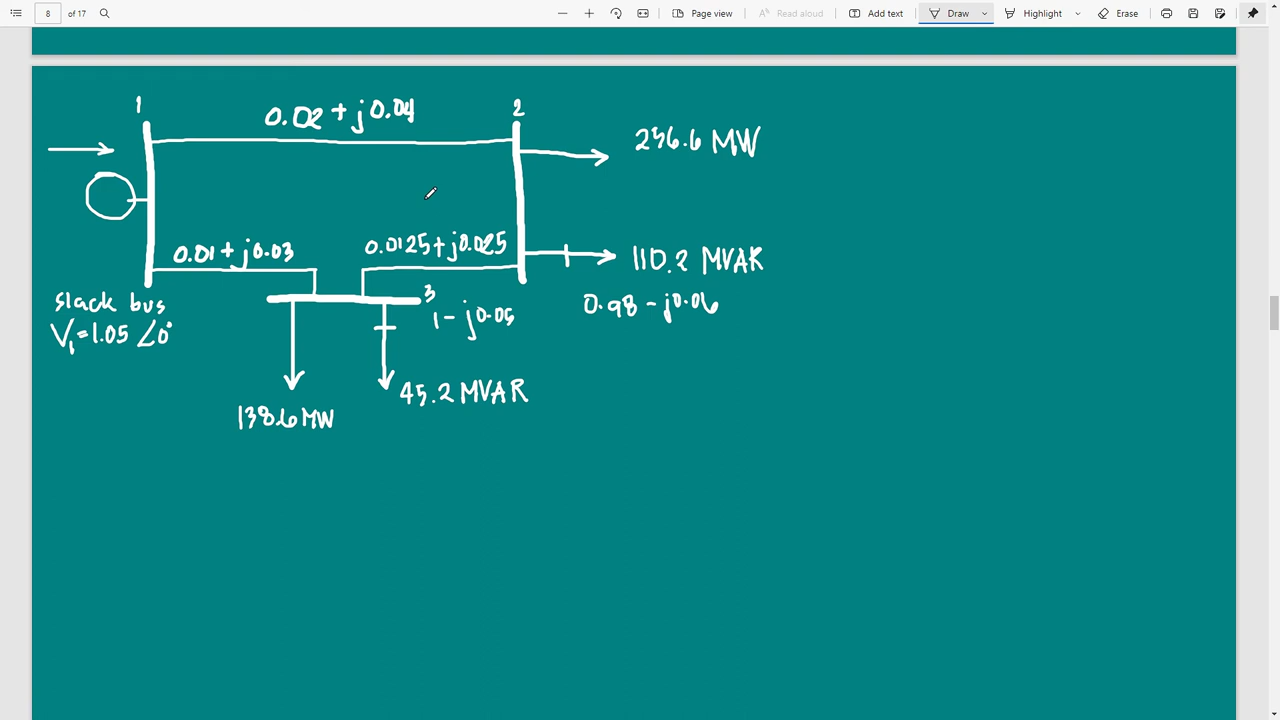 8 of 17 Page view Read aloud Add text Draw Highlight Erase
1
0.02 + j0.04
2
256.6 MW
0.01 + j0.03
0.0125 + j0.025
110.2 MVAR
slack bus
V₁ = 1.05 ∠0°
3
1 - j0.05
0.98 - j0.06
45.2 MVAR
138.6 MW